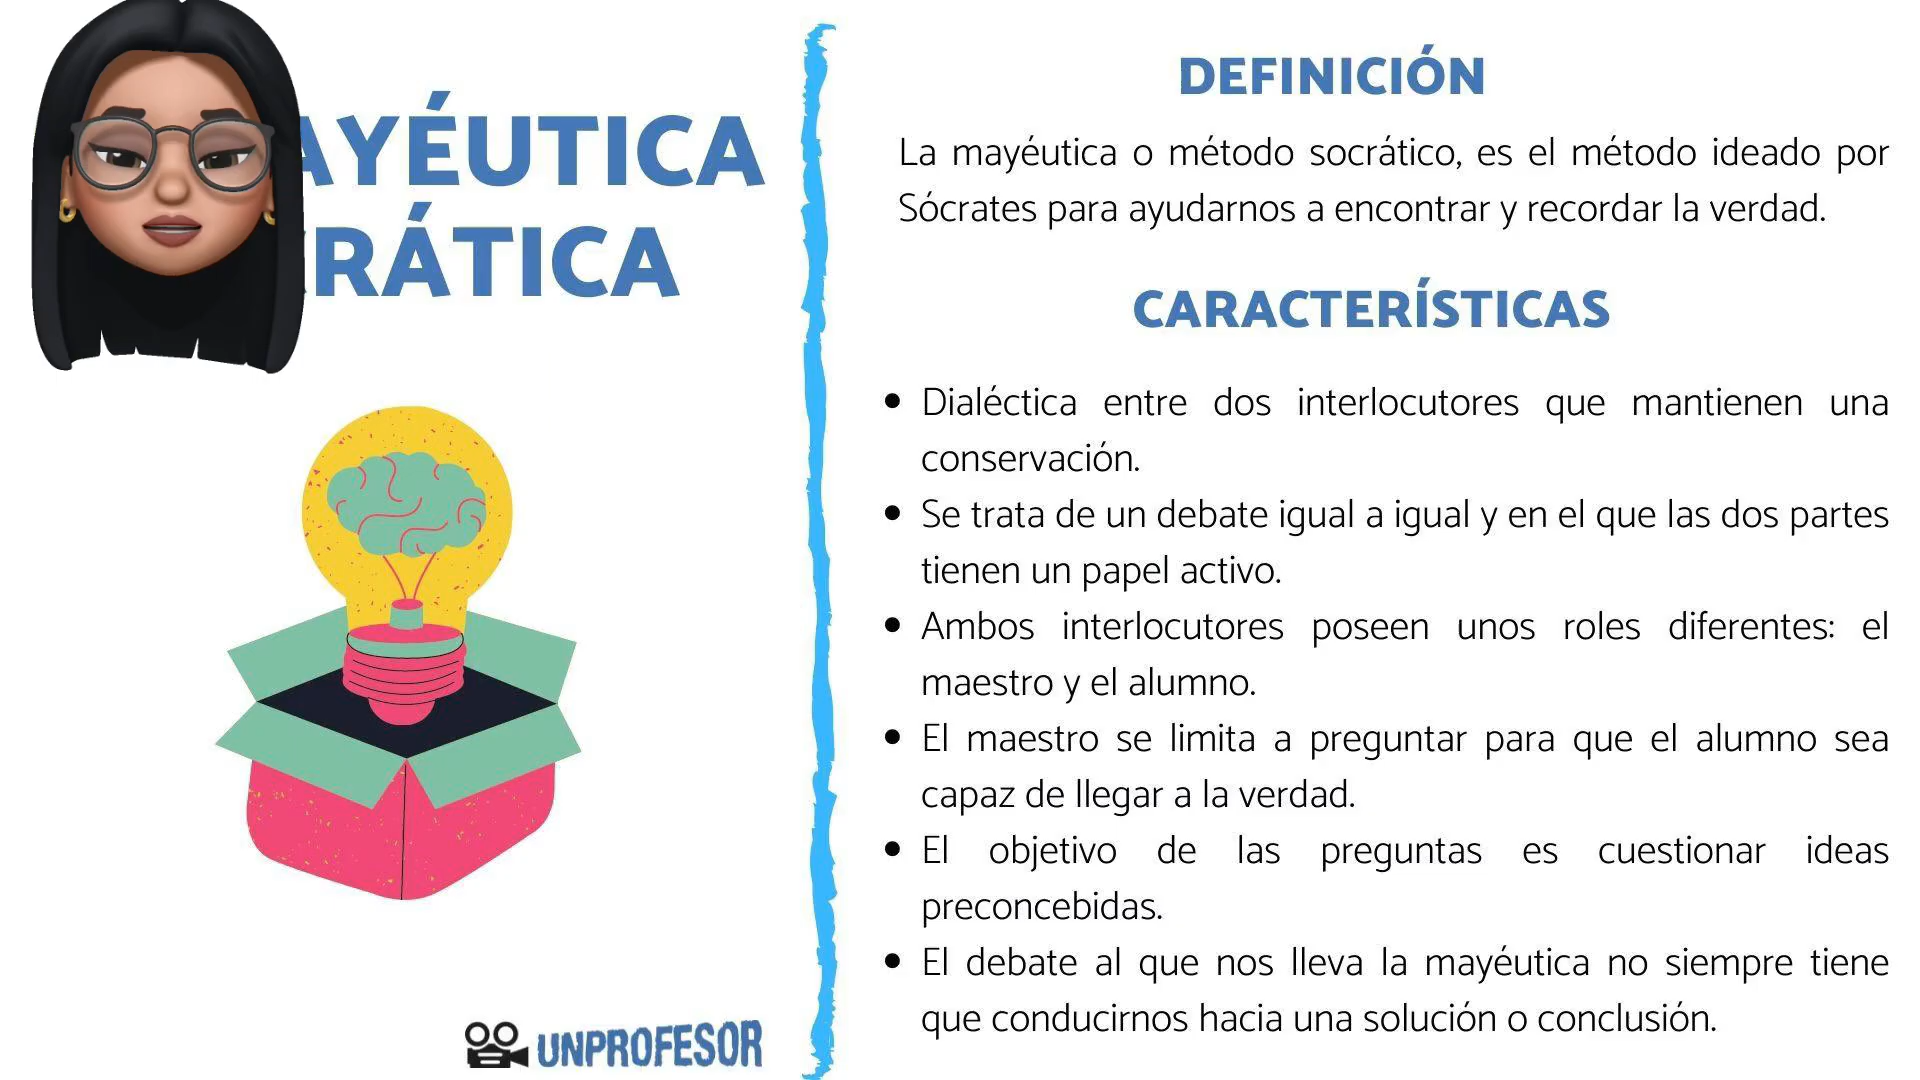 AYÉUTICA
RÁTICA
DEFINICIÓN
La mayéutica o método socrático, es el método ideado por
Sócrates para ayudarnos a encontrar y recordar la verdad.
CARACTERÍSTICAS
• Dialéctica entre dos interlocutores que mantienen una
conservación.
• Se trata de un debate igual a igual y en el que las dos partes
tienen un papel activo.
• Ambos interlocutores poseen unos roles diferentes: el
maestro y el alumno.
• El maestro se limita a preguntar para que el alumno sea
capaz de llegar a la verdad.
• El objetivo de las preguntas es cuestionar ideas
preconcebidas.
• El debate al que nos lleva la mayéutica no siempre tiene
que conducirnos hacia una solución o conclusión.
UNPROFESOR